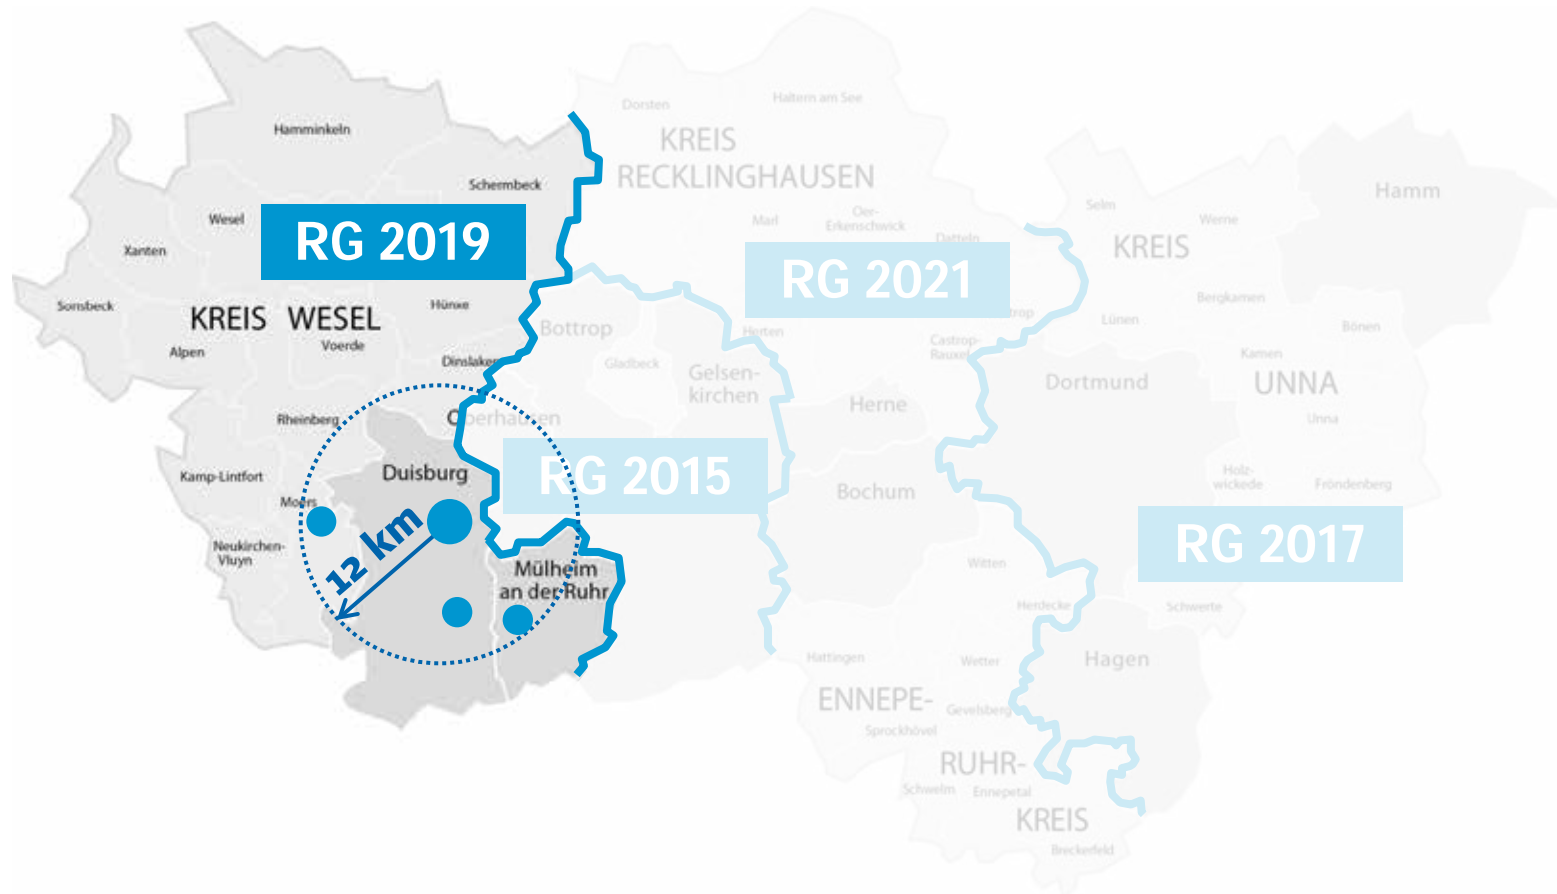 Dorsten
Haltern am See
Hamminkeln
KREIS
RECKLINGHAUSEN
Schermbeck
Hamm
Selm
Wesel
Marl
Oer-
Erkenschwick
Werne
Datteln
RG 2019
KREIS
Xanten
RG 2021
Sonsbeck
Hünxe
Bergkamen
KREIS WESEL
Bottrop
Herten
trop
Lünen
Bönen
Voerde
Alpen
Castrop-
Rauxel
Kamen
Dinslaken
Gladbeck
Gelsen-
kirchen
Dortmund
UNNA
Herne
Rheinberg
Oberhausen
Unna
Duisburg
Kamp-Lintfort
RG 2015
Bochum
Holz-
wickede
Fröndenberg
Moers
12 km
Neukirchen-
Vluyn
RG 2017
Mülheim
an der Ruhr
Witten
Herdecke
Schwerte
Hattingen
Wetter
Hagen
ENNEPE-
Gevelsberg
Sprockhövel
RUHR-
Schwelm
Ennepetal
KREIS
Breckerfeld